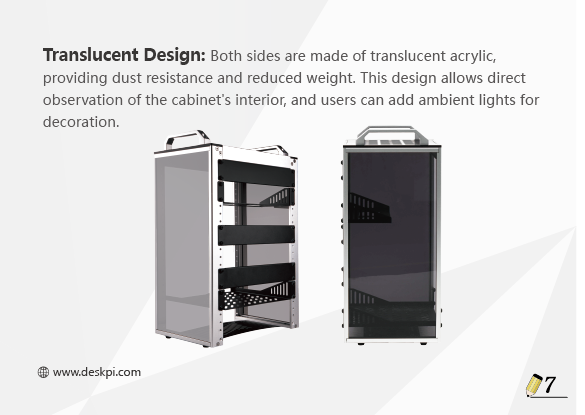 Translucent Design: Both sides are made of translucent acrylic,
providing dust resistance and reduced weight. This design allows direct
observation of the cabinet's interior, and users can add ambient lights for
decoration.
www.deskpi.com
7